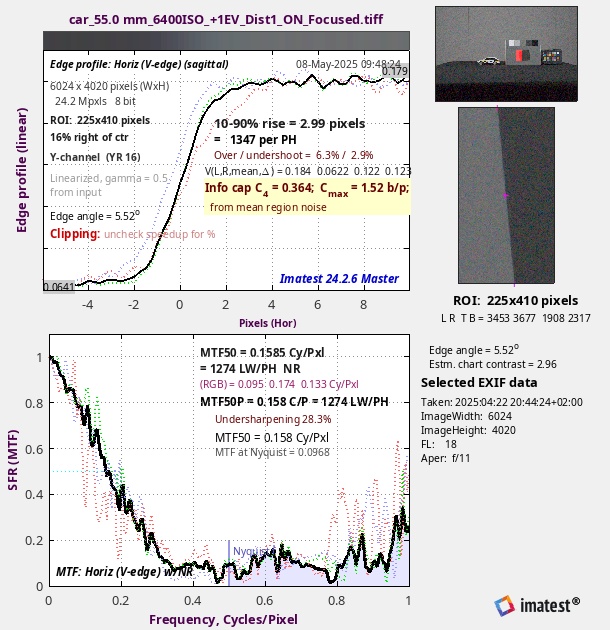 car_55.0 mm_6400ISO_+1EV_Dist1_ON_Focused.tiff
Edge profile: Horiz (V-edge) (sagittal)
08-May-2025 09:48:24
0.179
6024 x 4020 pixels (WxH)
24.2 Mpxls 8 bit
ROI: 225x410 pixels
16% right of ctr
Y-channel (YR 16)
Linearized, gamma = 0.5
from input
Edge angle = 5.52°
Clipping: uncheck speedup for %
10-90% rise = 2.99 pixels
= 1347 per PH
Over / undershoot = 6.3% / 2.9%
V(L,R,mean,Δ) = 0.184 0.0622 0.122 0.123
Info cap C4 = 0.364; Cmax = 1.52 b/p;
from mean region noise
Imatest 24.2.6 Master
0.0641
Edge profile (linear)
-4 -2 0 2 4 6 8
Pixels (Hor)
ROI: 225x410 pixels
L R T B = 3453 3677 1908 2317
Edge angle = 5.52°
Estm. chart contrast = 2.96
Selected EXIF data
Taken: 2025:04:22 20:44:24+02:00
ImageWidth: 6024
ImageHeight: 4020
FL: 18
Aper: f/11
MTF50 = 0.1585 Cy/Pxl
= 1274 LW/PH NR
(RGB) = 0.095 0.174 0.133 Cy/Pxl
MTF50P = 0.158 C/P = 1274 LW/PH
Undersharpening 28.3%
MTF50 = 0.158 Cy/Pxl
MTF at Nyquist = 0.0968
1
0.8
0.6
0.4
0.2
0
SFR (MTF)
Nyquist
MTF: Horiz (V-edge) w/NR
0 0.2 0.4 0.6 0.8 1
Frequency, Cycles/Pixel
imatest®